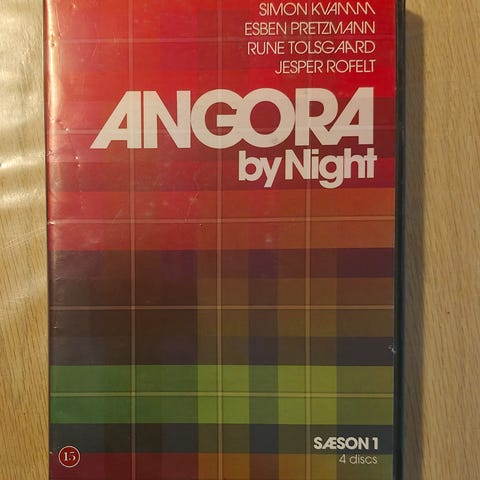 SIMON KVAMM
ESBEN PRETZMANN
RUNE TOLSGAARD
JESPER ROFELT
ANGORA
by Night
SÆSON 1
4 discs
15